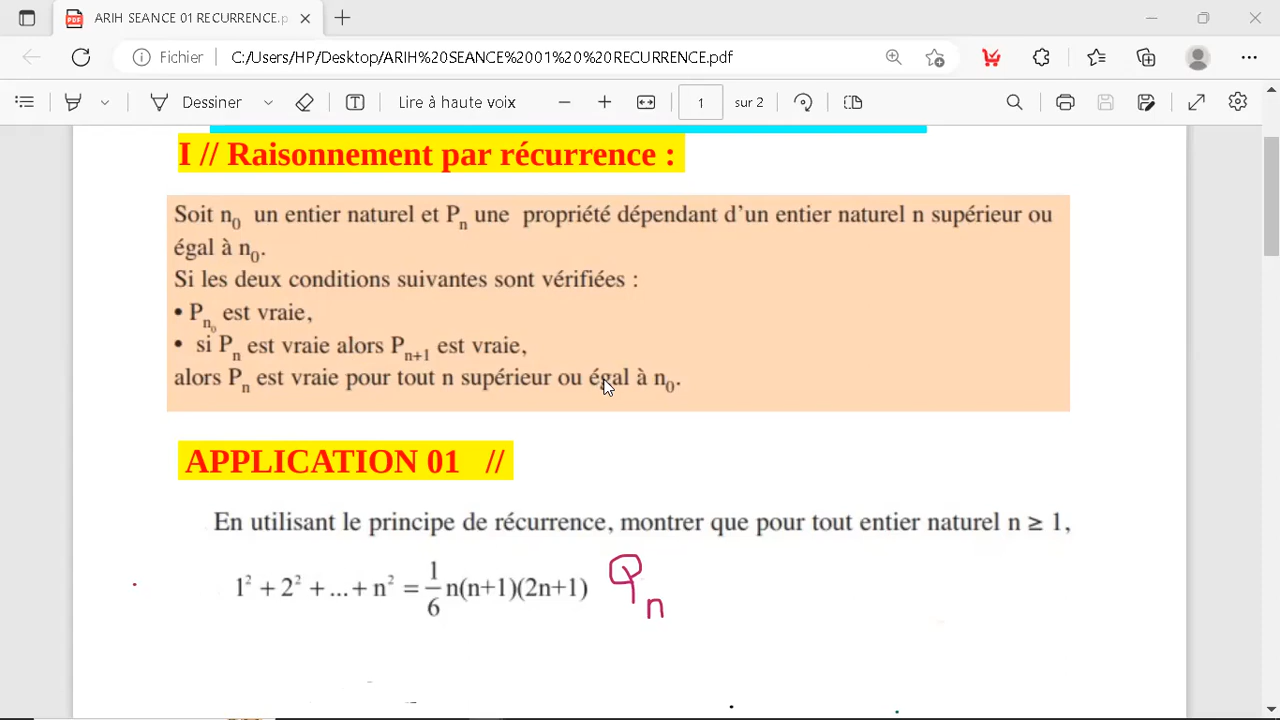 ARIH SEANCE 01 RECURRENCE.p
Fichier C:/Users/HP/Desktop/ARIH%20SEANCE%2001%20%20RECURRENCE.pdf
Dessiner Lire à haute voix 1 sur 2
I // Raisonnement par récurrence :
Soit n₀ un entier naturel et Pₙ une propriété dépendant d'un entier naturel n supérieur ou
égal à n₀.
Si les deux conditions suivantes sont vérifiées :
• Pₙ₀ est vraie,
• si Pₙ est vraie alors Pₙ₊₁ est vraie,
alors Pₙ est vraie pour tout n supérieur ou égal à n₀.
APPLICATION 01 //
En utilisant le principe de récurrence, montrer que pour tout entier naturel n ≥ 1,
1² + 2² + ... + n² = 1/6 n(n+1)(2n+1) Pₙ